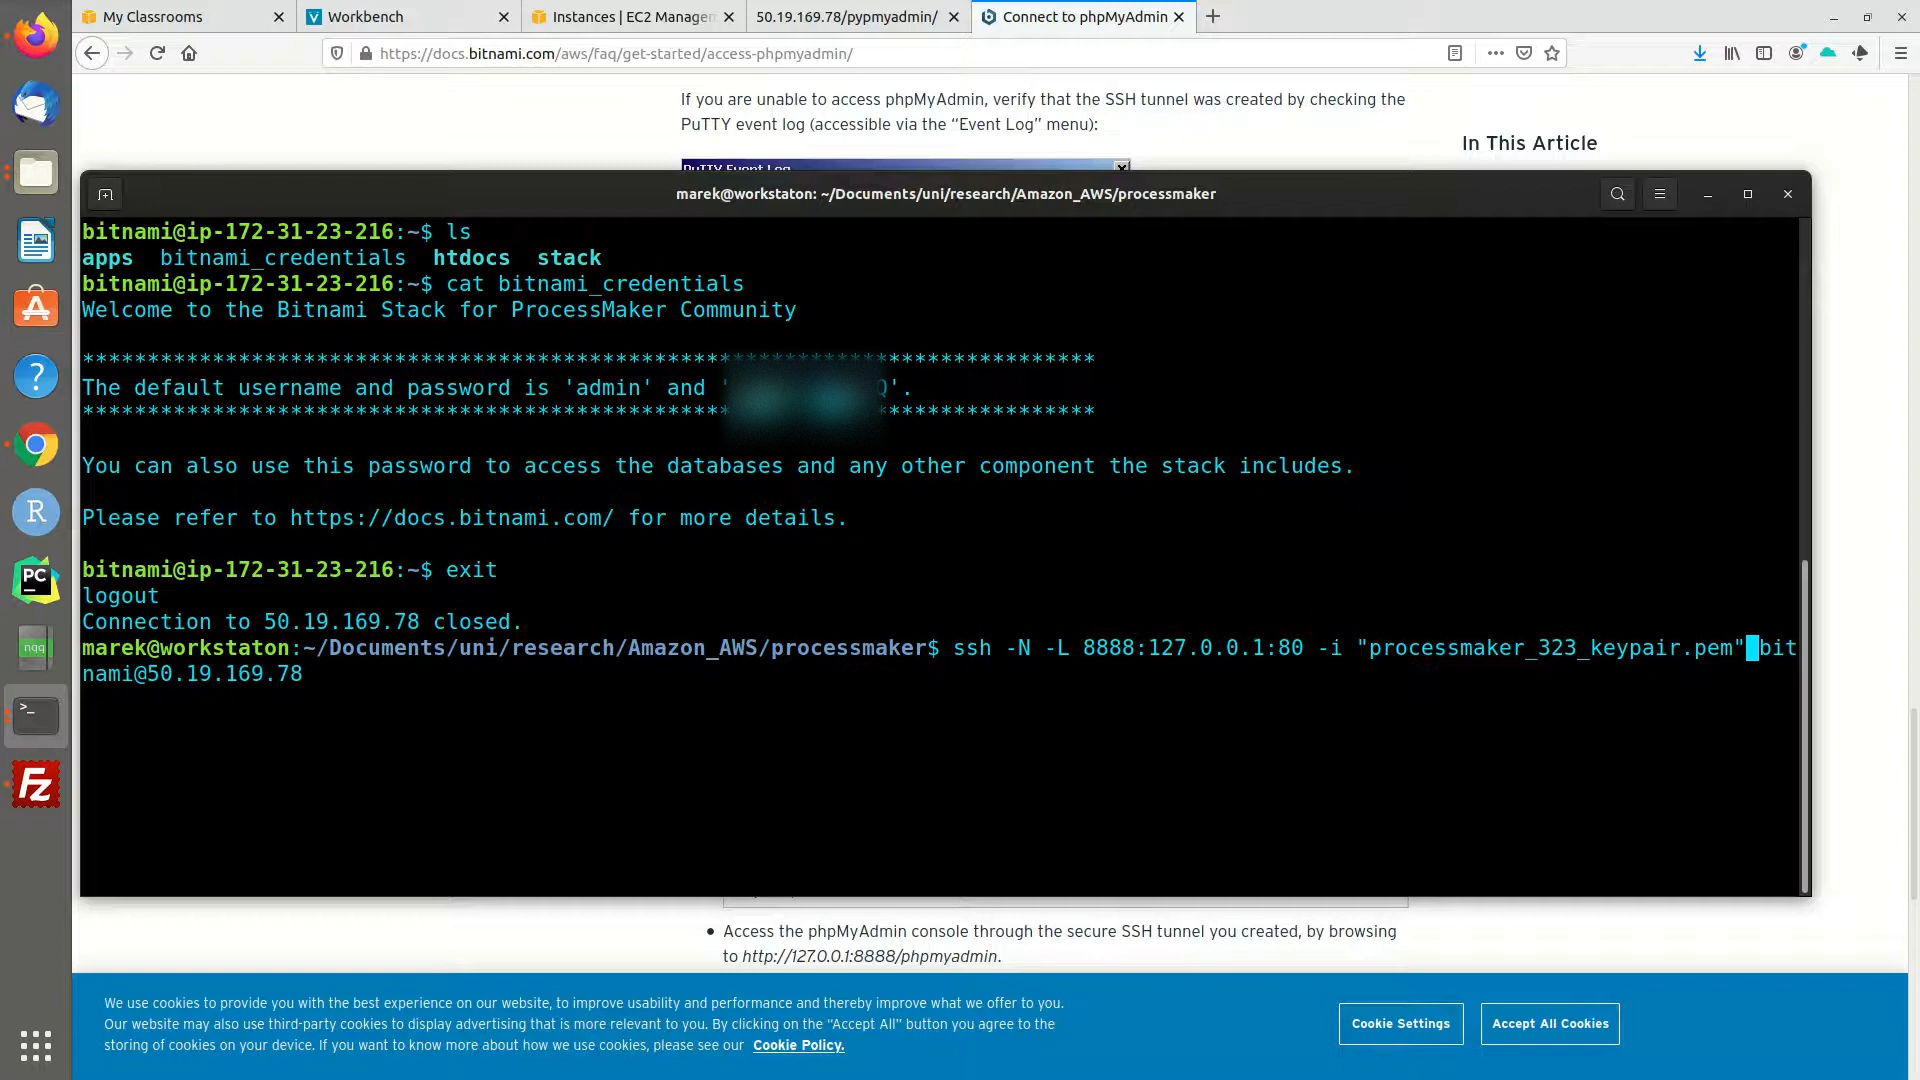 My Classrooms
Workbench
Instances | EC2 Managem
50.19.169.78/pypmyadmin/
Connect to phpMyAdmin
https://docs.bitnami.com/aws/faq/get-started/access-phpmyadmin/
If you are unable to access phpMyAdmin, verify that the SSH tunnel was created by checking the
PuTTY event log (accessible via the “Event Log” menu):
In This Article
PuTTY Event Log
marek@workstaton: ~/Documents/uni/research/Amazon_AWS/processmaker
bitnami@ip-172-31-23-216:~$ ls
apps bitnami_credentials htdocs stack
bitnami@ip-172-31-23-216:~$ cat bitnami_credentials
Welcome to the Bitnami Stack for ProcessMaker Community
******************************************************************************
The default username and password is 'admin' and ' Q'.
******************************************************************************
You can also use this password to access the databases and any other component the stack includes.
Please refer to https://docs.bitnami.com/ for more details.
bitnami@ip-172-31-23-216:~$ exit
logout
Connection to 50.19.169.78 closed.
marek@workstaton:~/Documents/uni/research/Amazon_AWS/processmaker$ ssh -N -L 8888:127.0.0.1:80 -i "processmaker_323_keypair.pem" bit
nami@50.19.169.78
R
PC
nqq
>_
Fz
• Access the phpMyAdmin console through the secure SSH tunnel you created, by browsing
to http://127.0.0.1:8888/phpmyadmin.
We use cookies to provide you with the best experience on our website, to improve usability and performance and thereby improve what we offer to you.
Our website may also use third-party cookies to display advertising that is more relevant to you. By clicking on the “Accept All” button you agree to the
storing of cookies on your device. If you want to know more about how we use cookies, please see our Cookie Policy.
Cookie Settings
Accept All Cookies